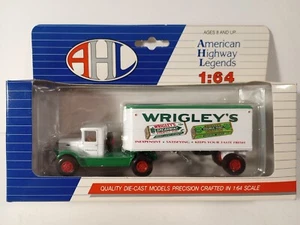 AHL
AGES 8 AND UP
American
Highway
Legends
1:64
WRIGLEY'S
QUALITY DIE-CAST MODELS PRECISION CRAFTED IN 1/64 SCALE